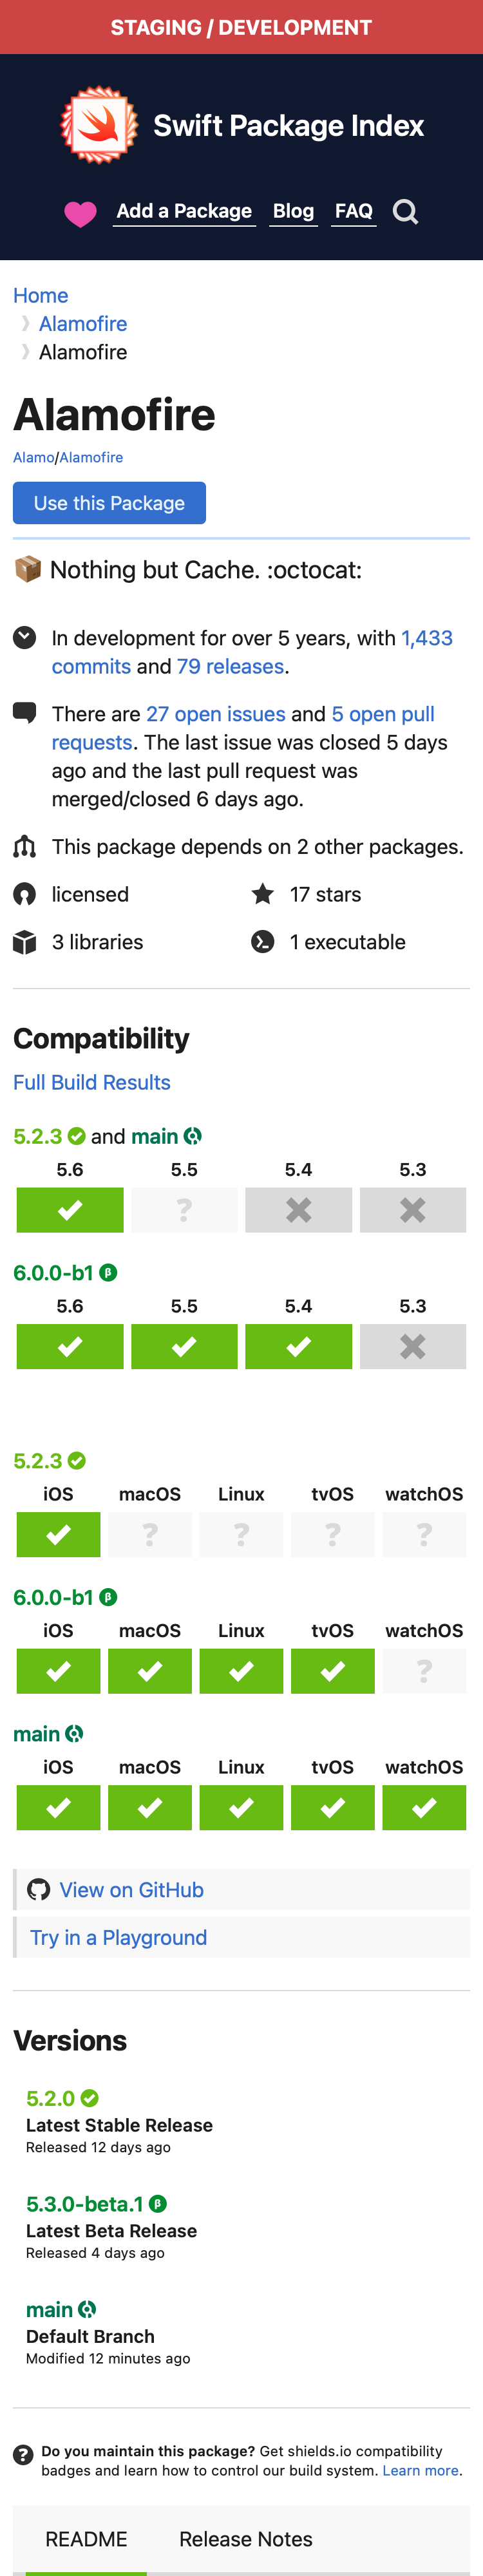 STAGING / DEVELOPMENT
Swift Package Index
Add a Package Blog FAQ
Home
Alamofire
Alamofire
Alamofire
Alamo/Alamofire
Use this Package
📦 Nothing but Cache. :octocat:
In development for over 5 years, with 1,433
commits and 79 releases.
There are 27 open issues and 5 open pull
requests. The last issue was closed 5 days
ago and the last pull request was
merged/closed 6 days ago.
This package depends on 2 other packages.
licensed 17 stars
3 libraries 1 executable
Compatibility
Full Build Results
5.2.3 and main
5.6 5.5 5.4 5.3
?
6.0.0-b1 β
5.6 5.5 5.4 5.3
5.2.3
iOS macOS Linux tvOS watchOS
? ? ? ?
6.0.0-b1 β
iOS macOS Linux tvOS watchOS
?
main
iOS macOS Linux tvOS watchOS
View on GitHub
Try in a Playground
Versions
5.2.0
Latest Stable Release
Released 12 days ago
5.3.0-beta.1 β
Latest Beta Release
Released 4 days ago
main
Default Branch
Modified 12 minutes ago
? Do you maintain this package? Get shields.io compatibility
badges and learn how to control our build system. Learn more.
README Release Notes